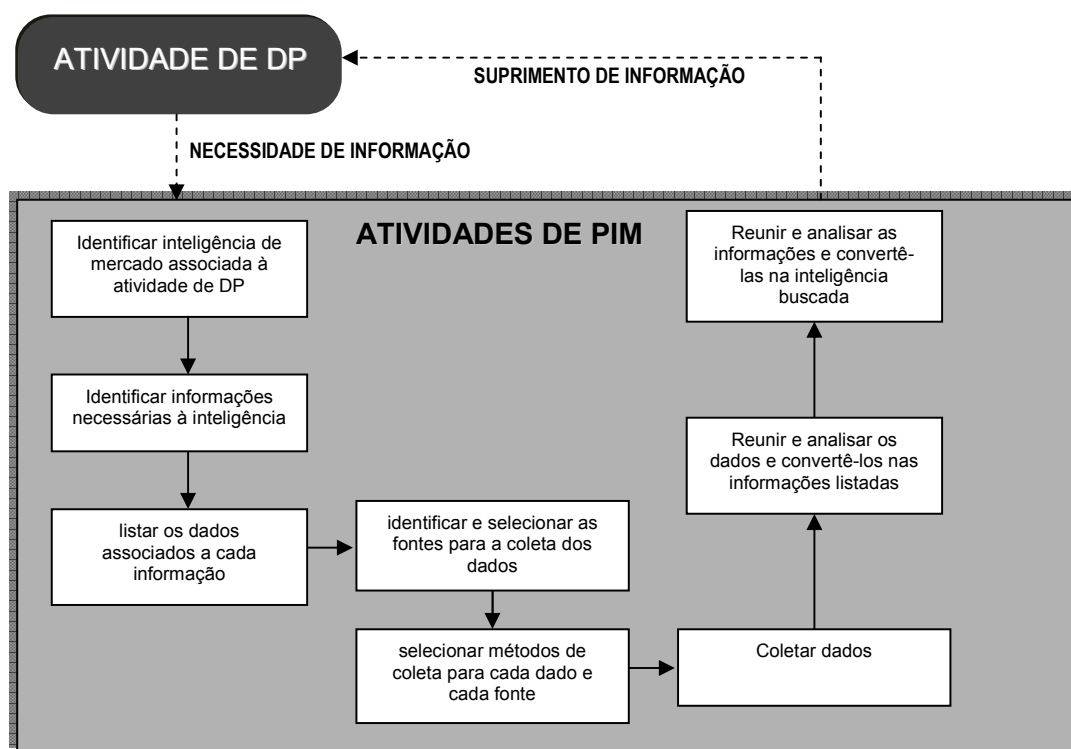 ATIVIDADE DE DP
SUPRIMENTO DE INFORMAÇÃO
NECESSIDADE DE INFORMAÇÃO
ATIVIDADES DE PIM
Identificar inteligência de
mercado associada à
atividade de DP
Identificar informações
necessárias à inteligência
listar os dados
associados a cada
informação
identificar e selecionar as
fontes para a coleta dos
dados
selecionar métodos de
coleta para cada dado e
cada fonte
Coletar dados
Reunir e analisar os
dados e convertê-los nas
informações listadas
Reunir e analisar as
informações e convertê-
las na inteligência
buscada